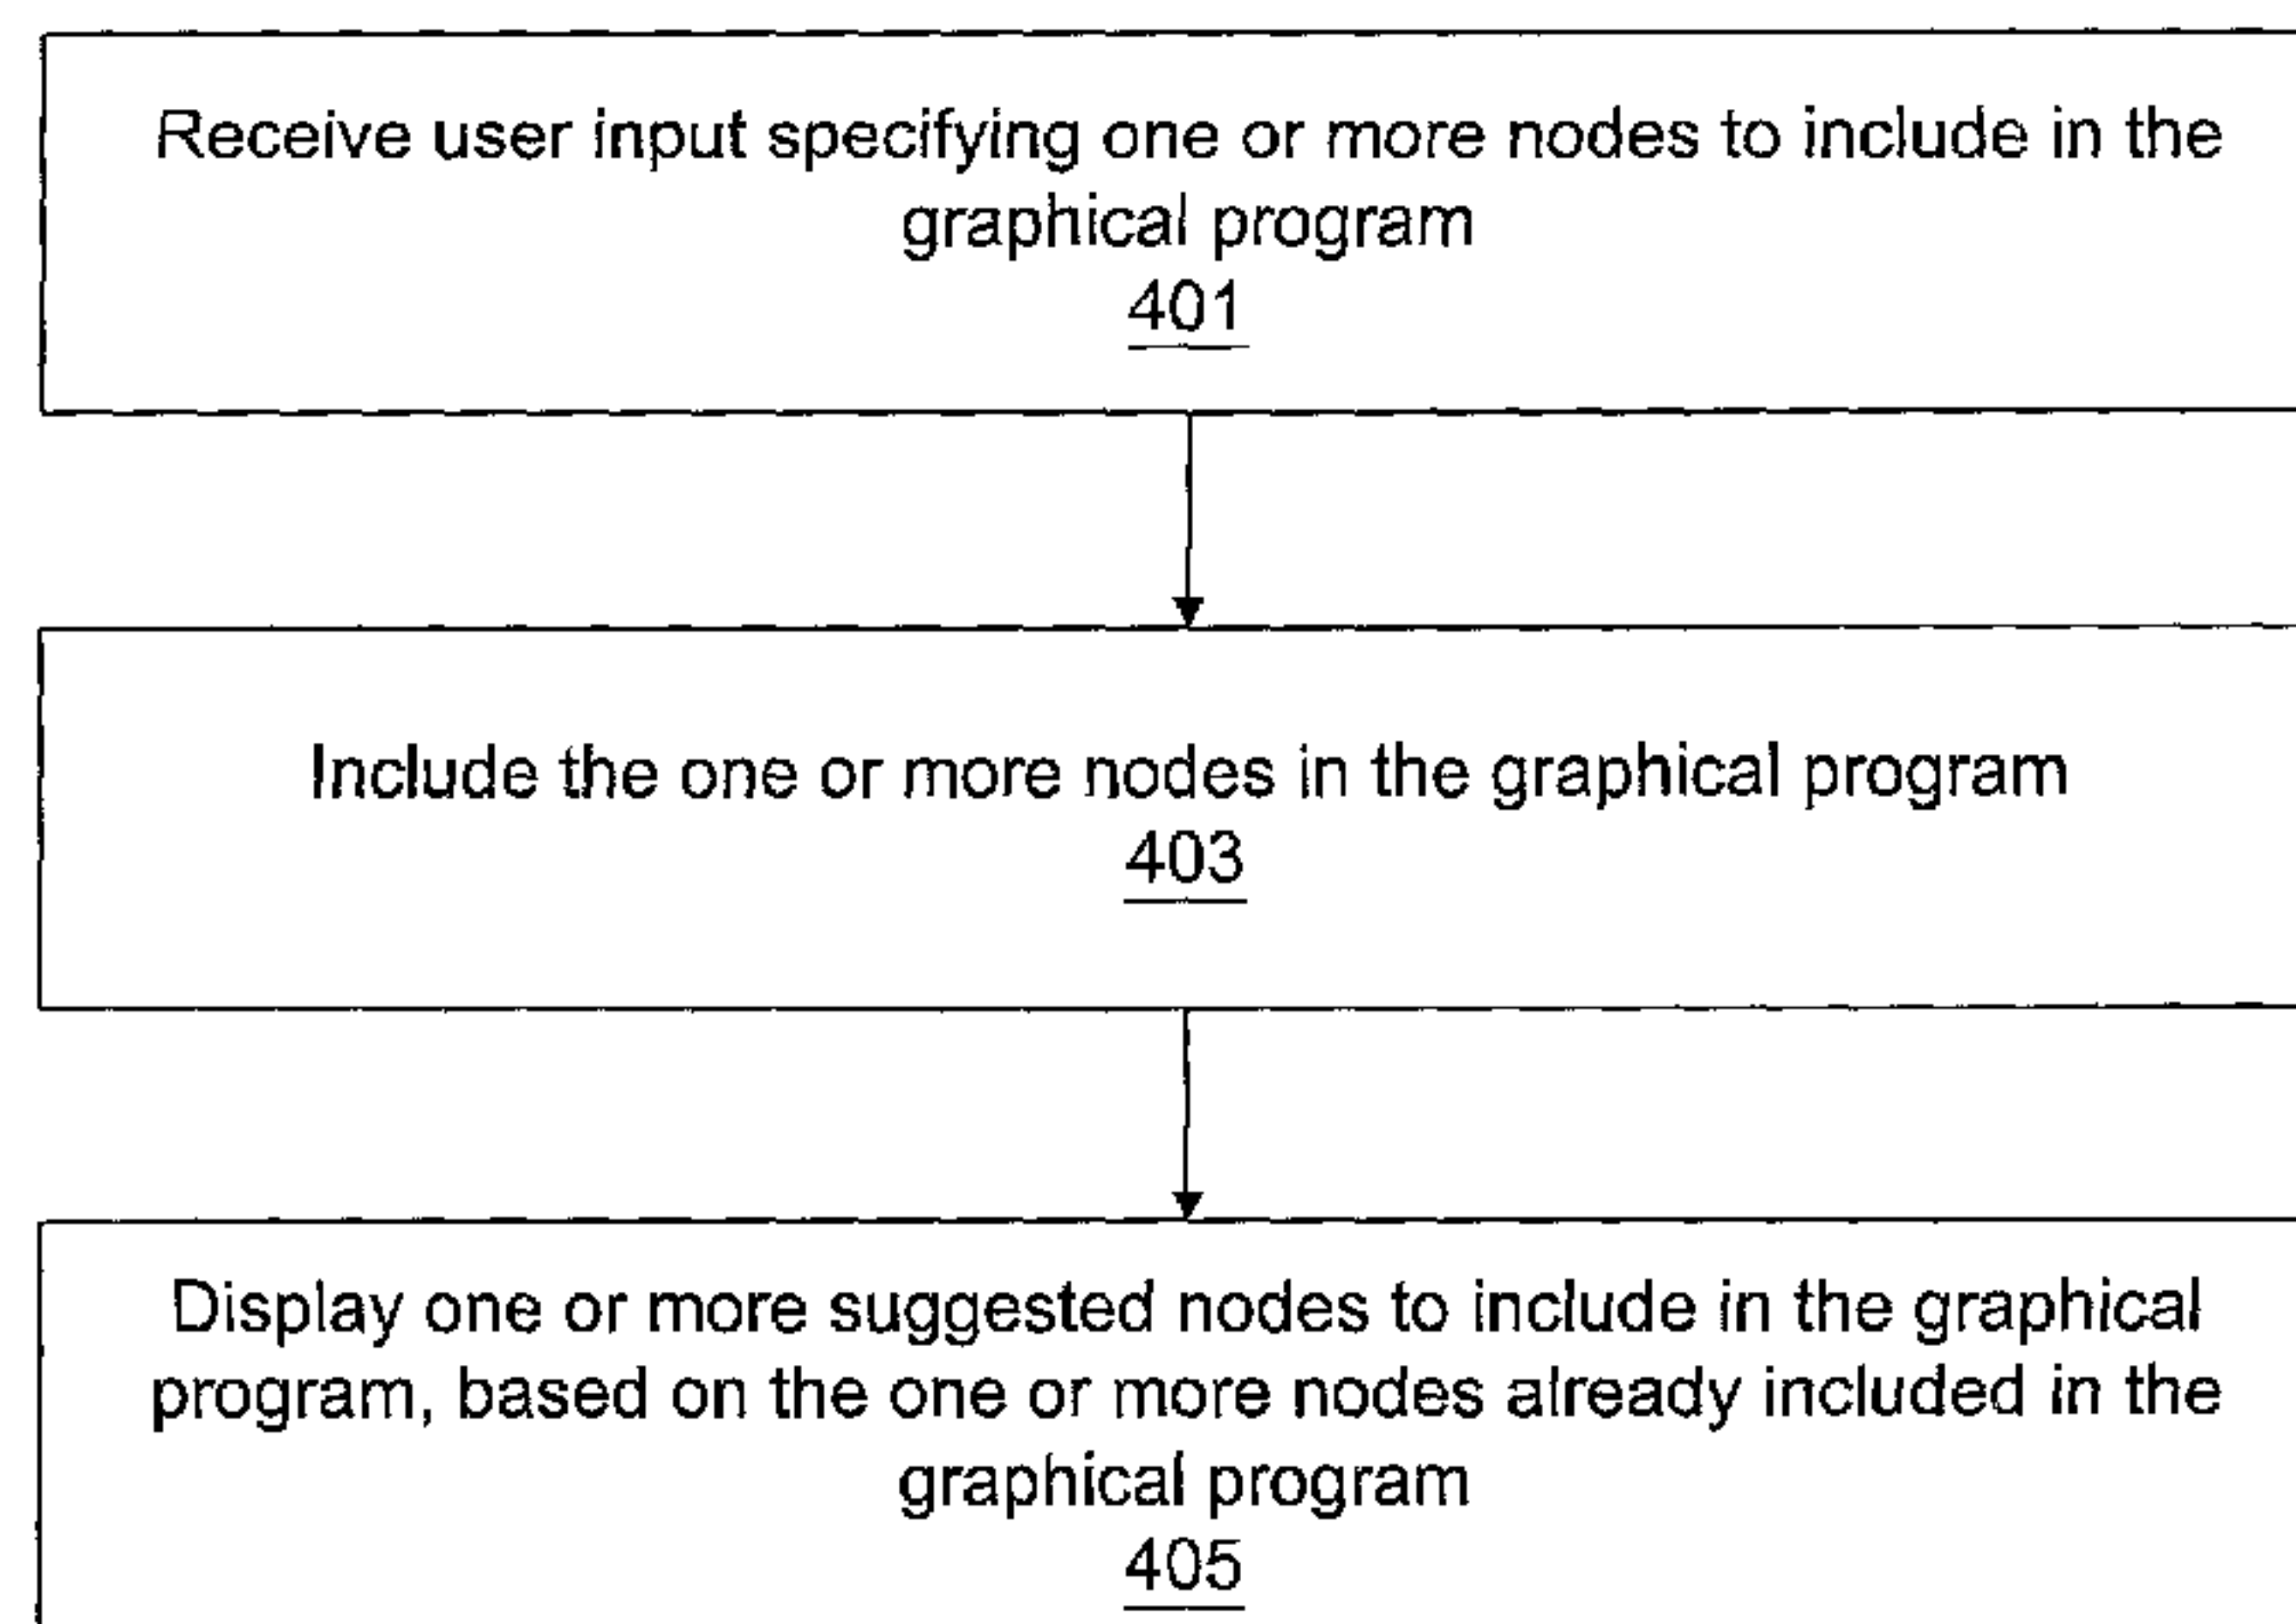 Receive user input specifying one or more nodes to include in the
graphical program
401
Include the one or more nodes in the graphical program
403
Display one or more suggested nodes to include in the graphical
program, based on the one or more nodes already included in the
graphical program
405